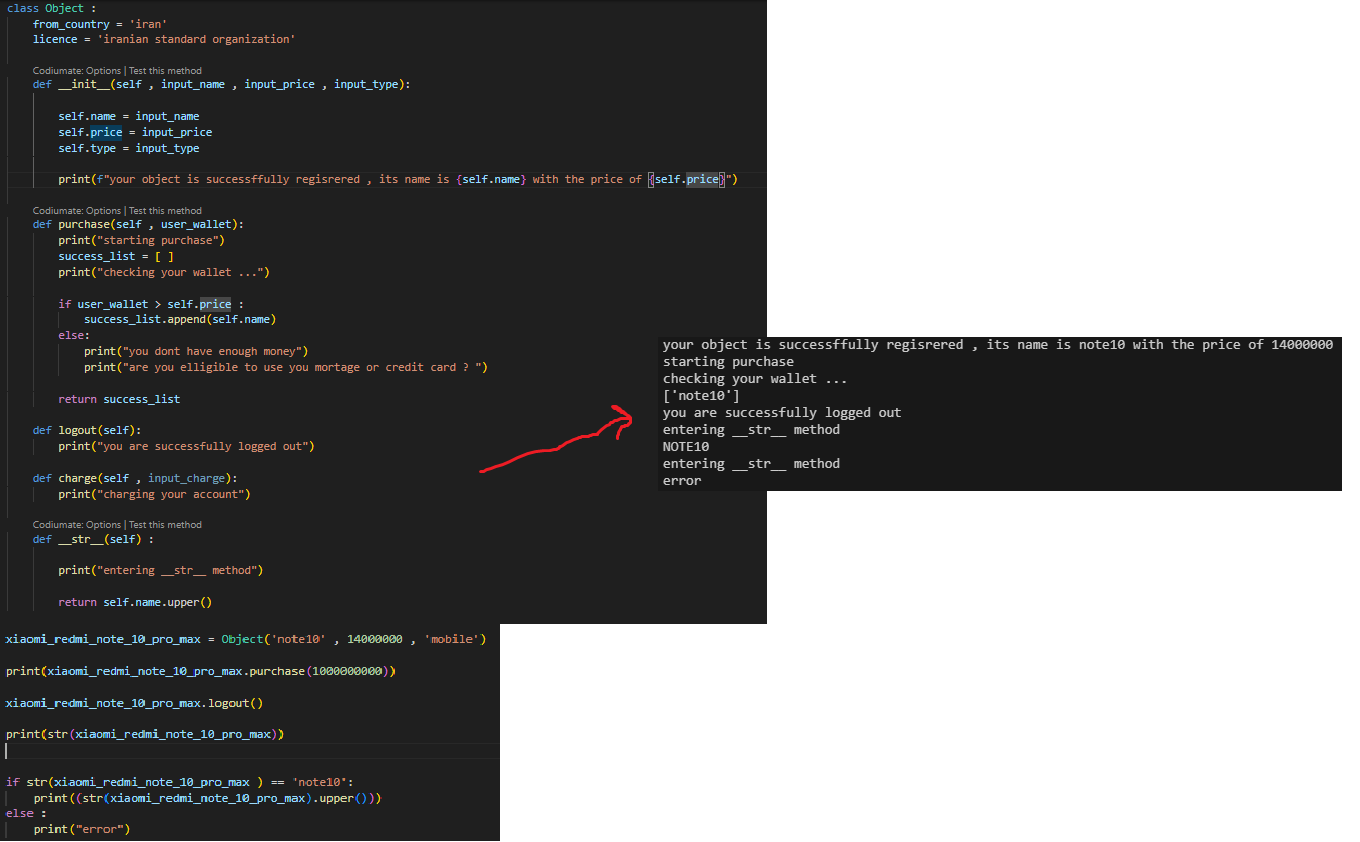 class Object :
from_country = 'iran'
licence = 'iranian standard organization'
Codiumate: Options | Test this method
def __init__(self , input_name , input_price , input_type):
self.name = input_name
self.price = input_price
self.type = input_type
print(f"your object is successffully regisrered , its name is {self.name} with the price of {self.price}")
Codiumate: Options | Test this method
def purchase(self , user_wallet):
print("starting purchase")
success_list = [ ]
print("checking your wallet ...")
if user_wallet > self.price :
success_list.append(self.name)
else:
print("you dont have enough money")
print("are you elligible to use you mortage or credit card ? ")
return success_list
def logout(self):
print("you are successfully logged out")
def charge(self , input_charge):
print("charging your account")
Codiumate: Options | Test this method
def __str__(self) :
print("entering __str__ method")
return self.name.upper()
xiaomi_redmi_note_10_pro_max = Object('note10' , 14000000 , 'mobile')
print(xiaomi_redmi_note_10_pro_max.purchase(1000000000))
xiaomi_redmi_note_10_pro_max.logout()
print(str(xiaomi_redmi_note_10_pro_max))
if str(xiaomi_redmi_note_10_pro_max ) == "note10":
print((str(xiaomi_redmi_note_10_pro_max).upper()))
else :
print("error")
your object is successffully regisrered , its name is note10 with the price of 14000000
starting purchase
checking your wallet ...
['note10']
you are successfully logged out
entering __str__ method
NOTE10
entering __str__ method
error